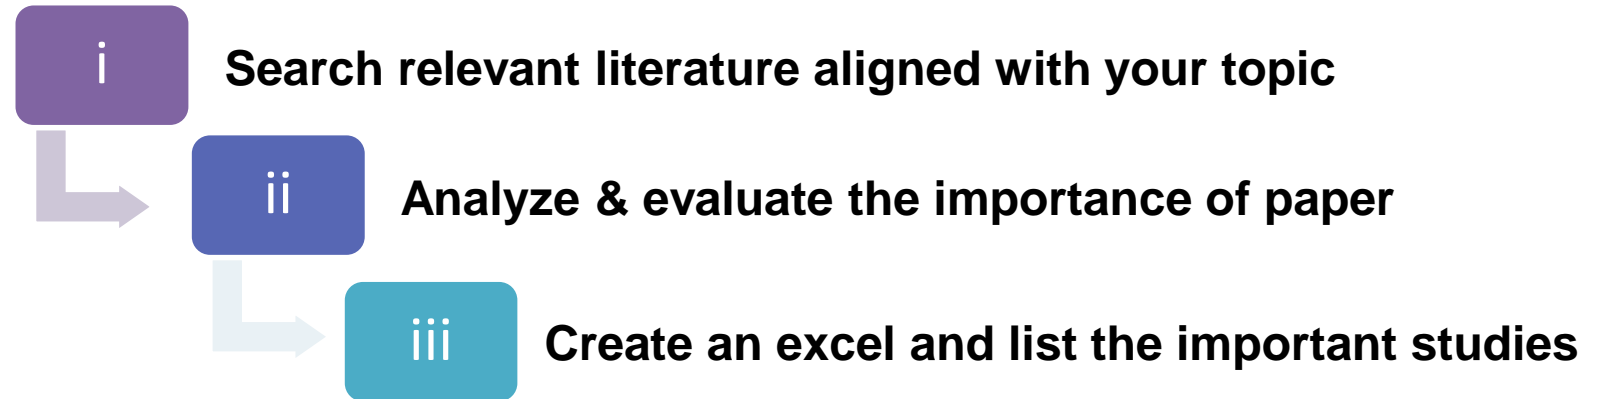 i
Search relevant literature aligned with your topic
ii
Analyze & evaluate the importance of paper
iii
Create an excel and list the important studies